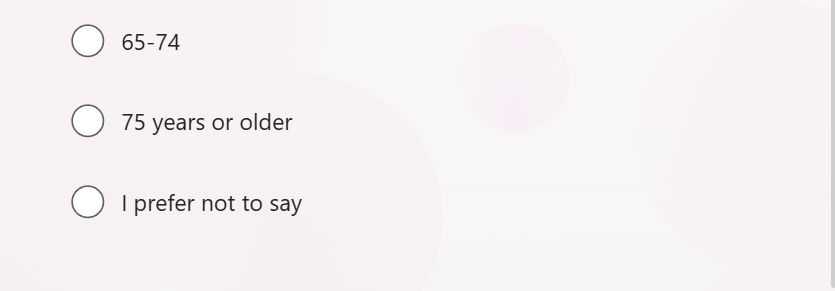 65-74
75 years or older
I prefer not to say